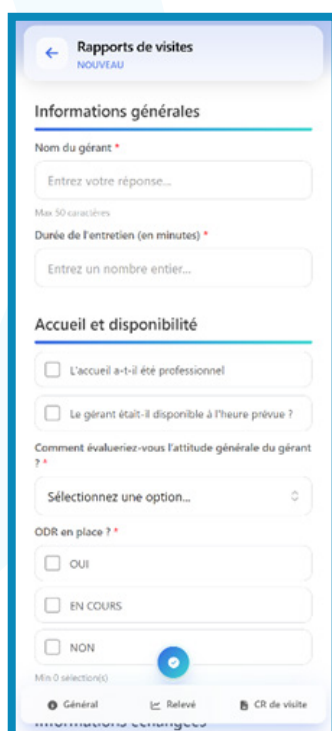 Rapports de visites
NOUVEAU
Informations générales
Nom du gérant *
Entrez votre réponse...
Max 50 caractères
Durée de l'entretien (en minutes) *
Entrez un nombre entier...
Accueil et disponibilité
L'accueil a-t-il été professionnel
Le gérant était-il disponible à l'heure prévue ?
Comment évalueriez-vous l'attitude générale du gérant
? *
Sélectionnez une option...
ODR en place ? *
OUI
EN COURS
NON
Min 0 selection(s)
Général Relevé CR de visite
Informations échangées